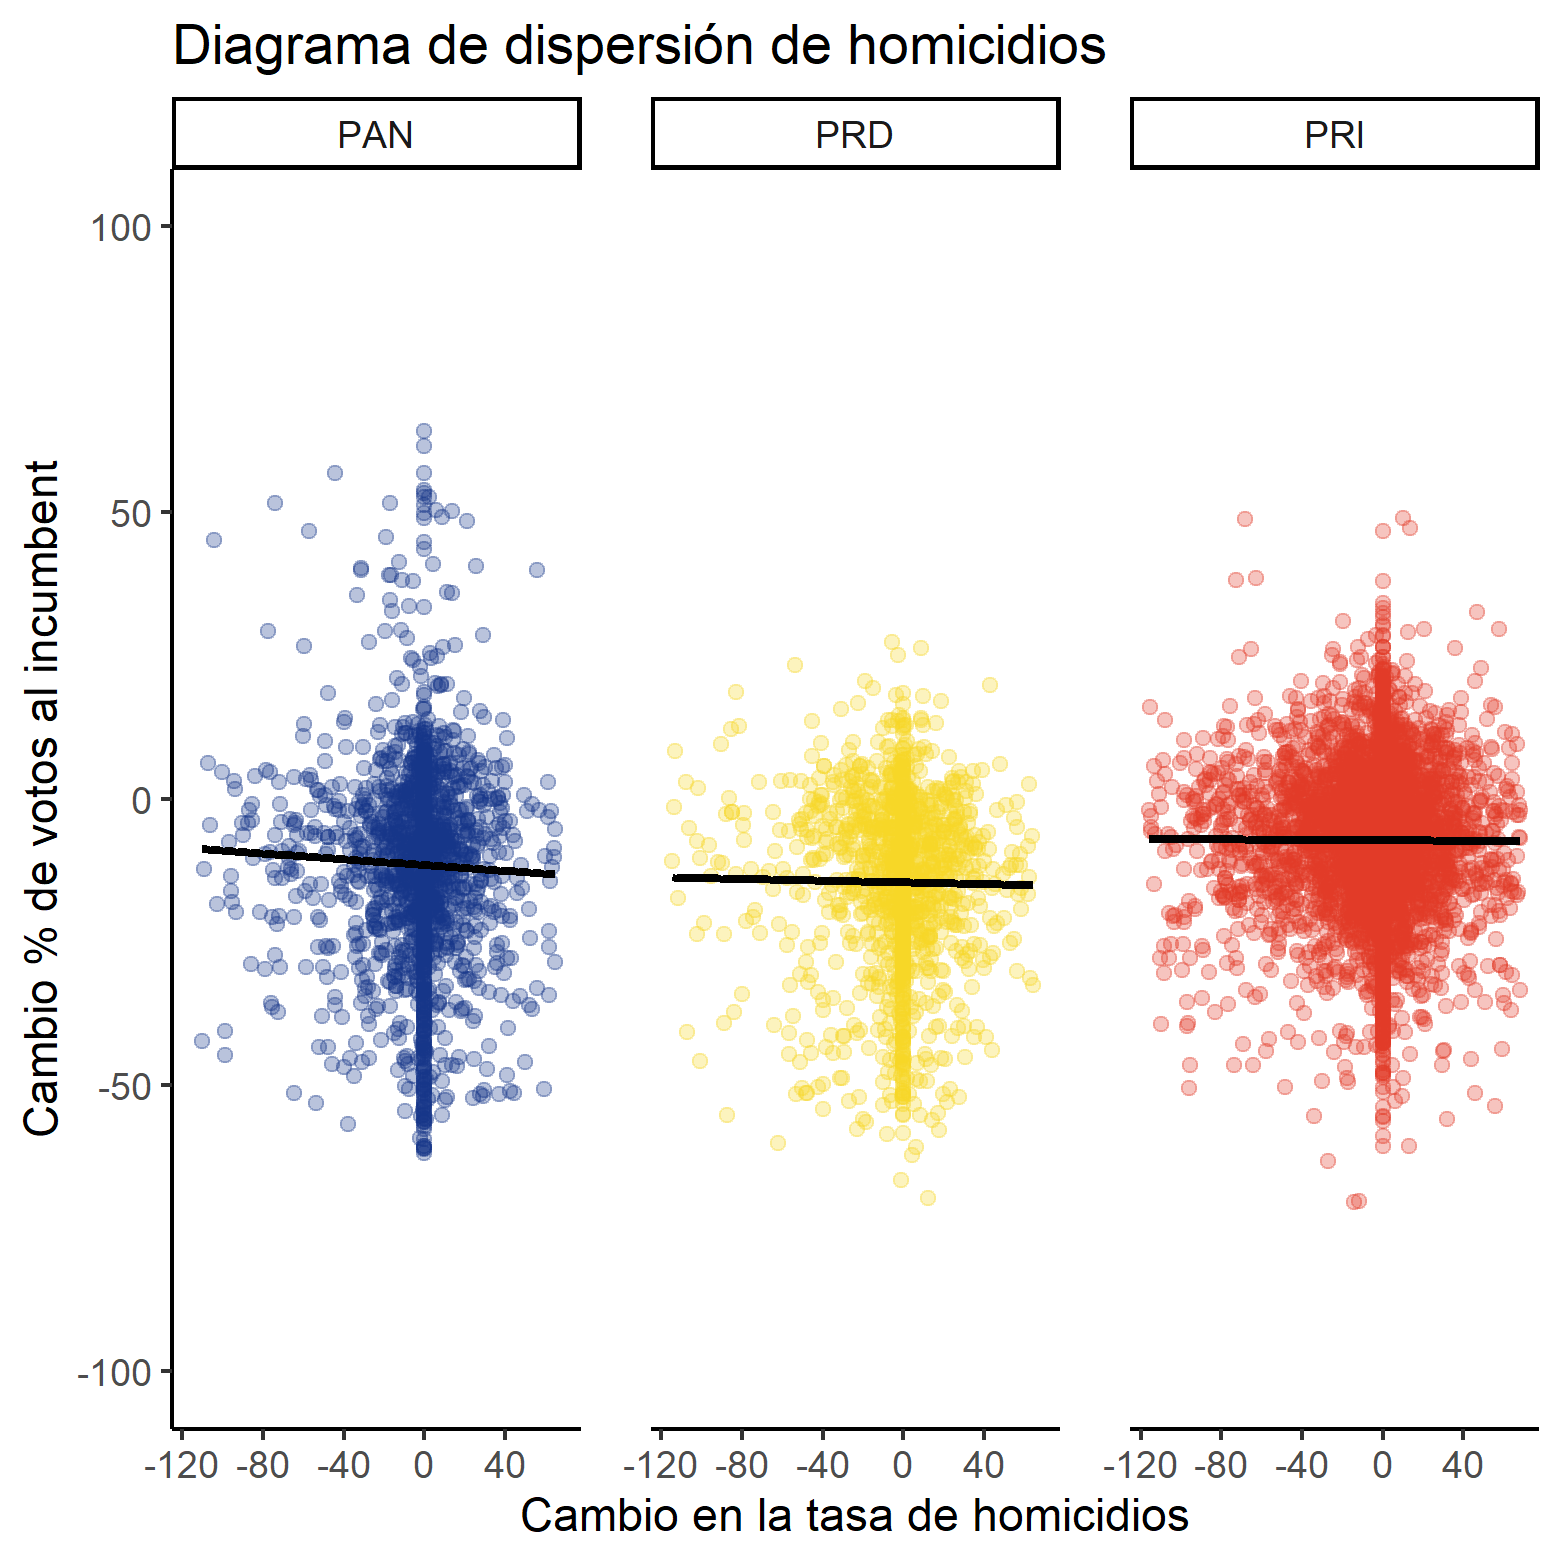 Diagrama de dispersión de homicidios
PAN PRD PRI
100
50
0
-50
-100
Cambio % de votos al incumbent
-120 -80 -40 0 40 -120 -80 -40 0 40 -120 -80 -40 0 40
Cambio en la tasa de homicidios